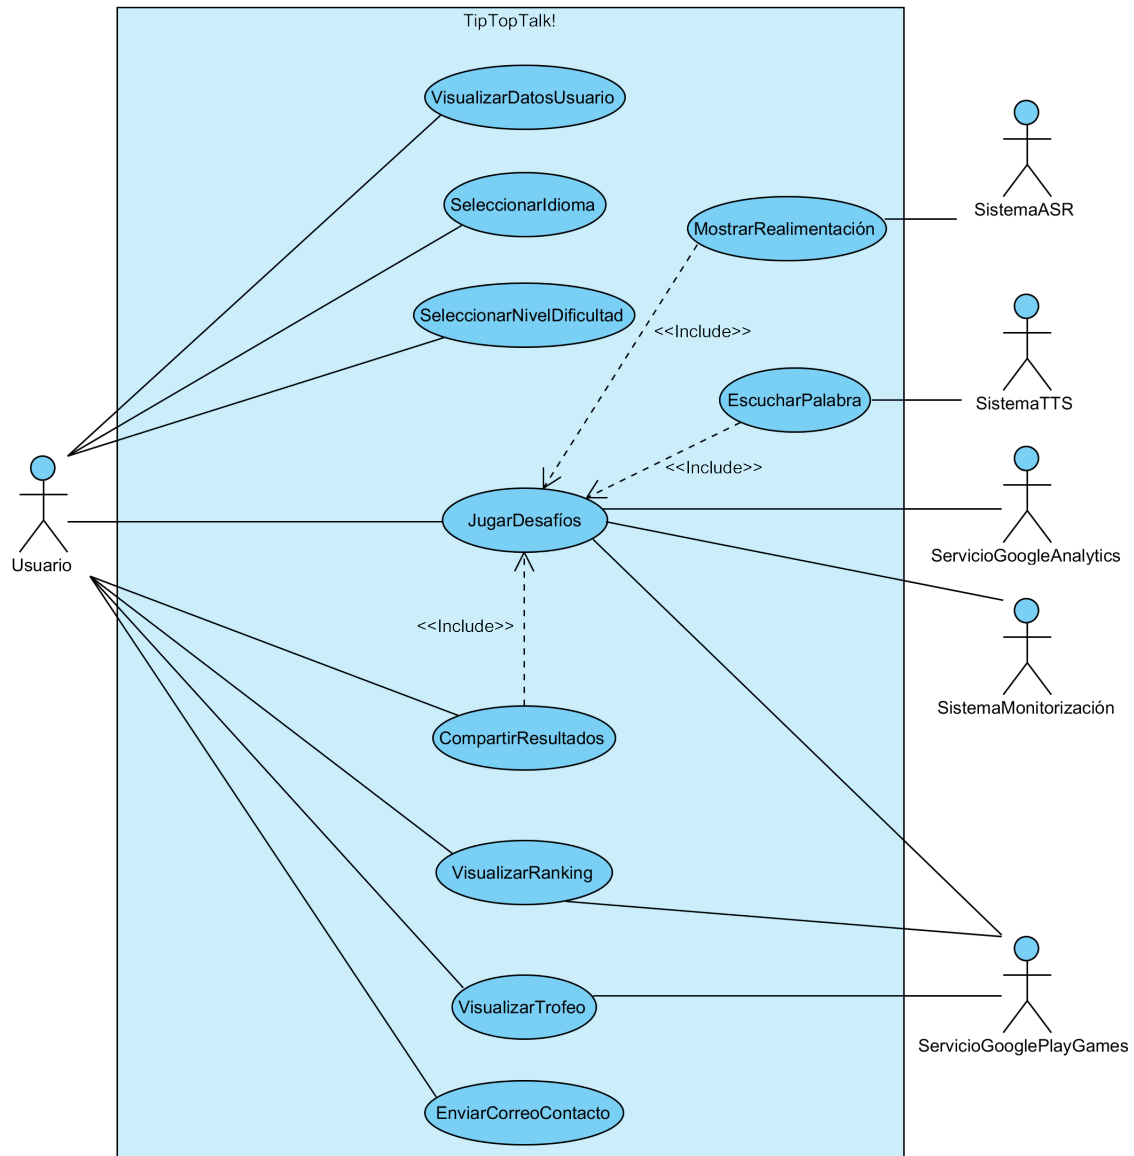 TipTopTalk!
VisualizarDatosUsuario
SeleccionarIdioma
SistemaASR
MostrarRealimentación
SeleccionarNivelDificultad
<<Include>>
EscucharPalabra
SistemaTTS
<<Include>>
JugarDesafíos
ServicioGoogleAnalytics
Usuario
<<Include>>
SistemaMonitorización
CompartirResultados
VisualizarRanking
VisualizarTrofeo
ServicioGooglePlayGames
EnviarCorreoContacto